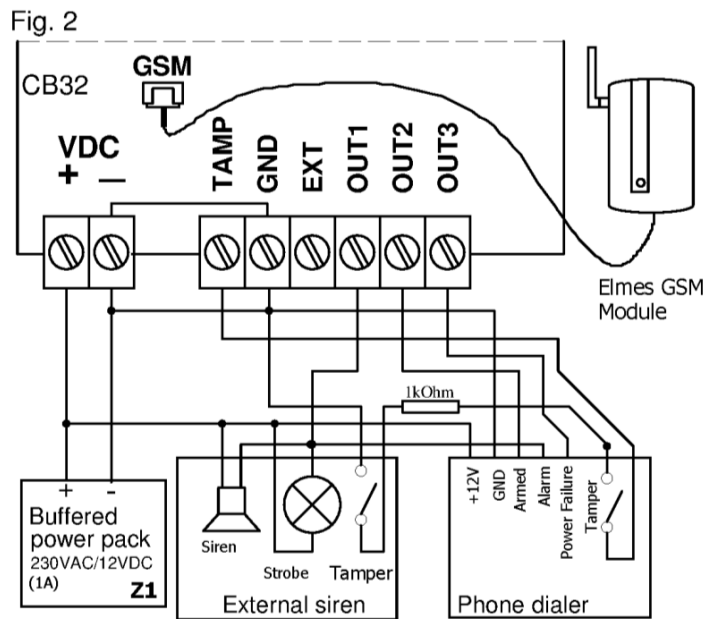 Fig. 2
CB32
GSM
VDC
+ —
TAMP
GND
EXT
OUT1
OUT2
OUT3
Elmes GSM
Module
1kOhm
+ -
Buffered
power pack
230VAC/12VDC
(1A)
Z1
Siren
Strobe
Tamper
External siren
+12V
GND
Armed
Alarm
Power Failure
Tamper
Phone dialer